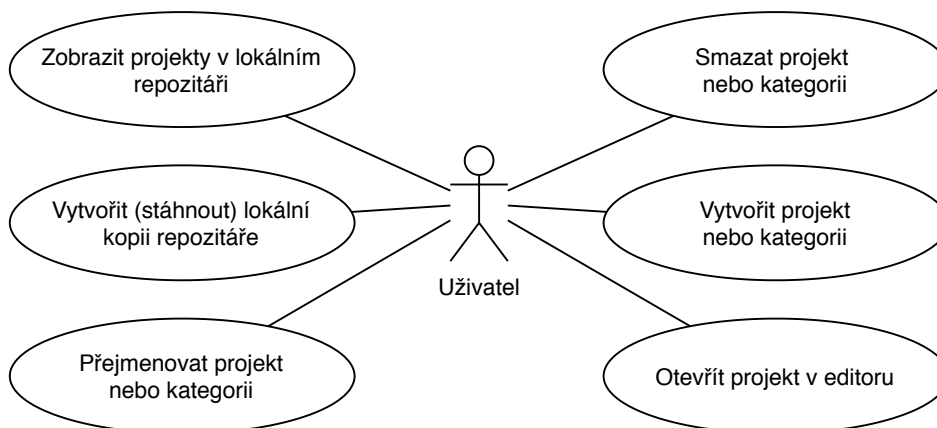 Zobrazit projekty v lokálním
repozitáři
Smazat projekt
nebo kategorii
Vytvořit (stáhnout) lokální
kopii repozitáře
Vytvořit projekt
nebo kategorii
Uživatel
Přejmenovat projekt
nebo kategorii
Otevřít projekt v editoru